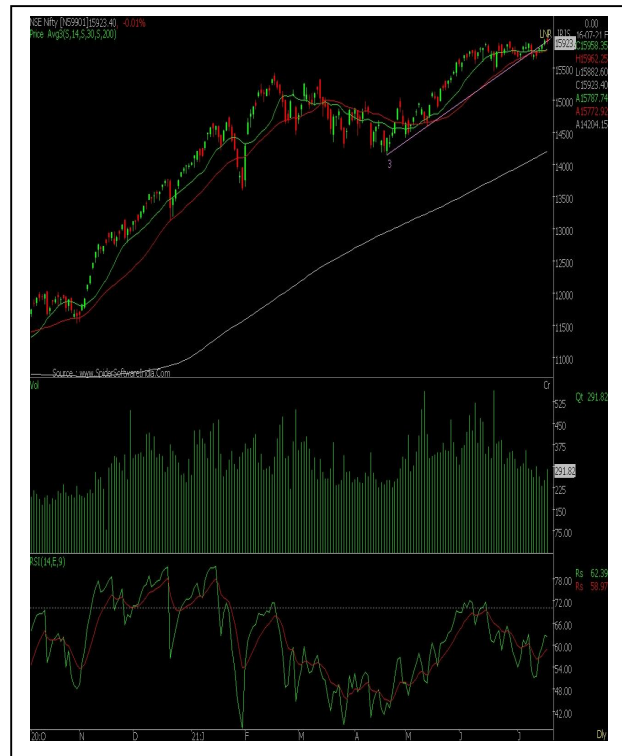 NSE Nifty [N59901]15923.40, -0.01%
Price Avg3(S,14,S,30,S,200)
LNR IRIS
0.00
16-07-21,F
15923
C15958.35
H15962.25
L15882.60
C15923.40
A15787.74
A15772.92
A14204.15
15500
15000
14500
14000
13500
13000
12500
12000
11500
11000
3
Source : www.SpiderSoftwareIndia.Com
Vol
Cr
Qt 291.82
525
450
375
291.82
225
150
75.00
RSI(14,E,9)
Rs 62.39
Rs 58.97
78.00
72.00
66.00
60.00
54.00
48.00
42.00
20:O N D 21:J F M A M J J Dly